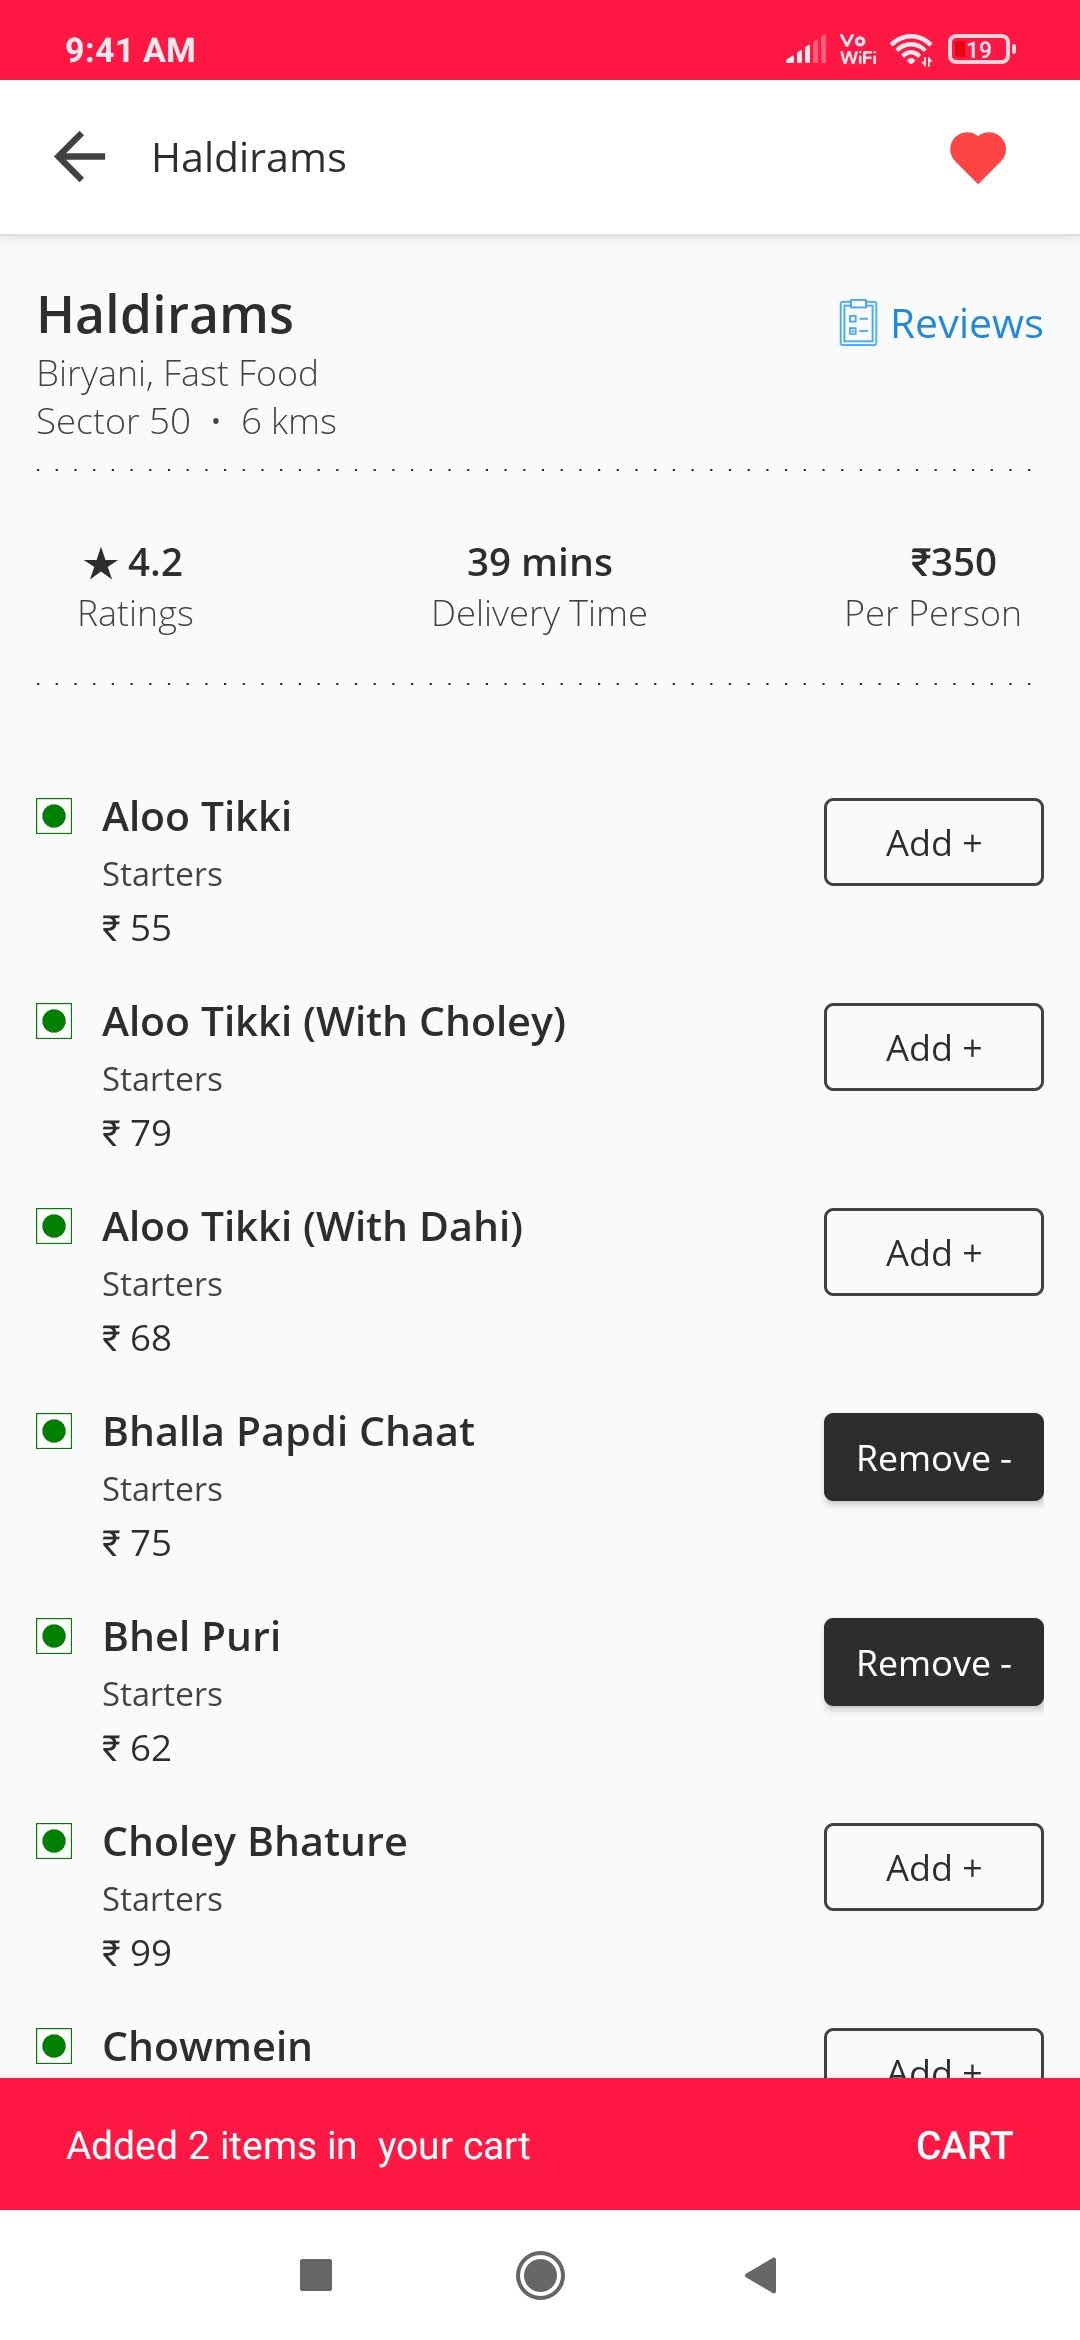 9:41 AM
Vo WiFi
19
Haldirams
Haldirams
Reviews
Biryani, Fast Food
Sector 50 • 6 kms
★ 4.2
Ratings
39 mins
Delivery Time
₹350
Per Person
Aloo Tikki
Add +
Starters
₹ 55
Aloo Tikki (With Choley)
Add +
Starters
₹ 79
Aloo Tikki (With Dahi)
Add +
Starters
₹ 68
Bhalla Papdi Chaat
Remove -
Starters
₹ 75
Bhel Puri
Remove -
Starters
₹ 62
Choley Bhature
Add +
Starters
₹ 99
Chowmein
Add +
Added 2 items in  your cart
CART